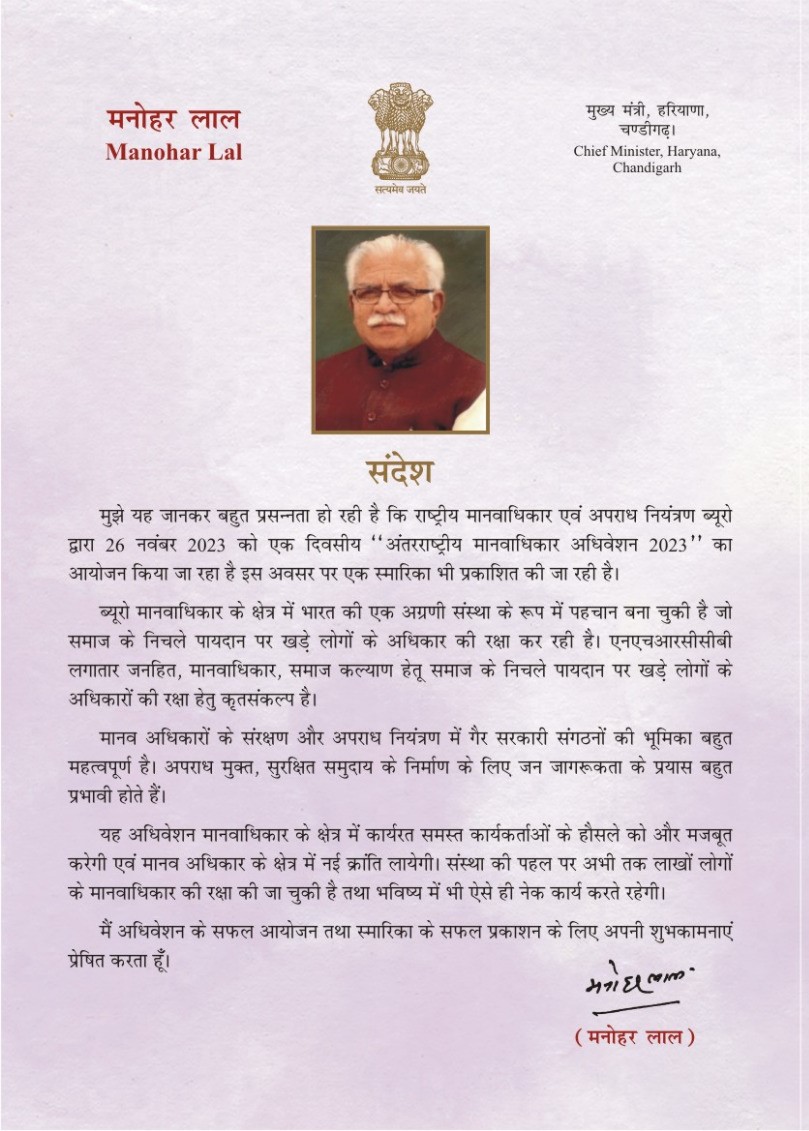 मनोहर लाल
Manohar Lal
सत्यमेव जयते
मुख्य मंत्री, हरियाणा,
चण्डीगढ़।
Chief Minister, Haryana,
Chandigarh
संदेश
मुझे यह जानकर बहुत प्रसन्नता हो रही है कि राष्ट्रीय मानवाधिकार एवं अपराध नियंत्रण ब्यूरो
द्वारा 26 नवंबर 2023 को एक दिवसीय ‘‘अंतरराष्ट्रीय मानवाधिकार अधिवेशन 2023’’ का
आयोजन किया जा रहा है इस अवसर पर एक स्मारिका भी प्रकाशित की जा रही है।
ब्यूरो मानवाधिकार के क्षेत्र में भारत की एक अग्रणी संस्था के रूप में पहचान बना चुकी है जो
समाज के निचले पायदान पर खड़े लोगों के अधिकार की रक्षा कर रही है। एनएचआरसीसीबी
लगातार जनहित, मानवाधिकार, समाज कल्याण हेतू समाज के निचले पायदान पर खड़े लोगों के
अधिकारों की रक्षा हेतु कृतसंकल्प है।
मानव अधिकारों के संरक्षण और अपराध नियंत्रण में गैर सरकारी संगठनों की भूमिका बहुत
महत्वपूर्ण है। अपराध मुक्त, सुरक्षित समुदाय के निर्माण के लिए जन जागरूकता के प्रयास बहुत
प्रभावी होते हैं।
यह अधिवेशन मानवाधिकार के क्षेत्र में कार्यरत समस्त कार्यकर्ताओं के हौसले को और मजबूत
करेगी एवं मानव अधिकार के क्षेत्र में नई क्रांति लायेगी। संस्था की पहल पर अभी तक लाखों लोगों
के मानवाधिकार की रक्षा की जा चुकी है तथा भविष्य में भी ऐसे ही नेक कार्य करते रहेगी।
मैं अधिवेशन के सफल आयोजन तथा स्मारिका के सफल प्रकाशन के लिए अपनी शुभकामनाएं
प्रेषित करता हूँ।
मनोहर लाल
( मनोहर लाल )